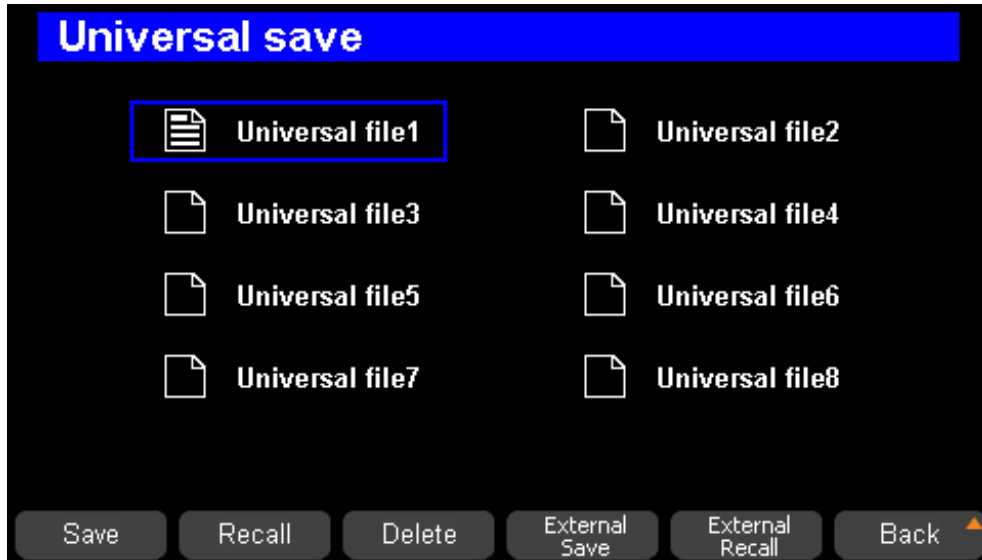 Universal save
Universal file1
Universal file2
Universal file3
Universal file4
Universal file5
Universal file6
Universal file7
Universal file8
Save
Recall
Delete
External
Save
External
Recall
Back